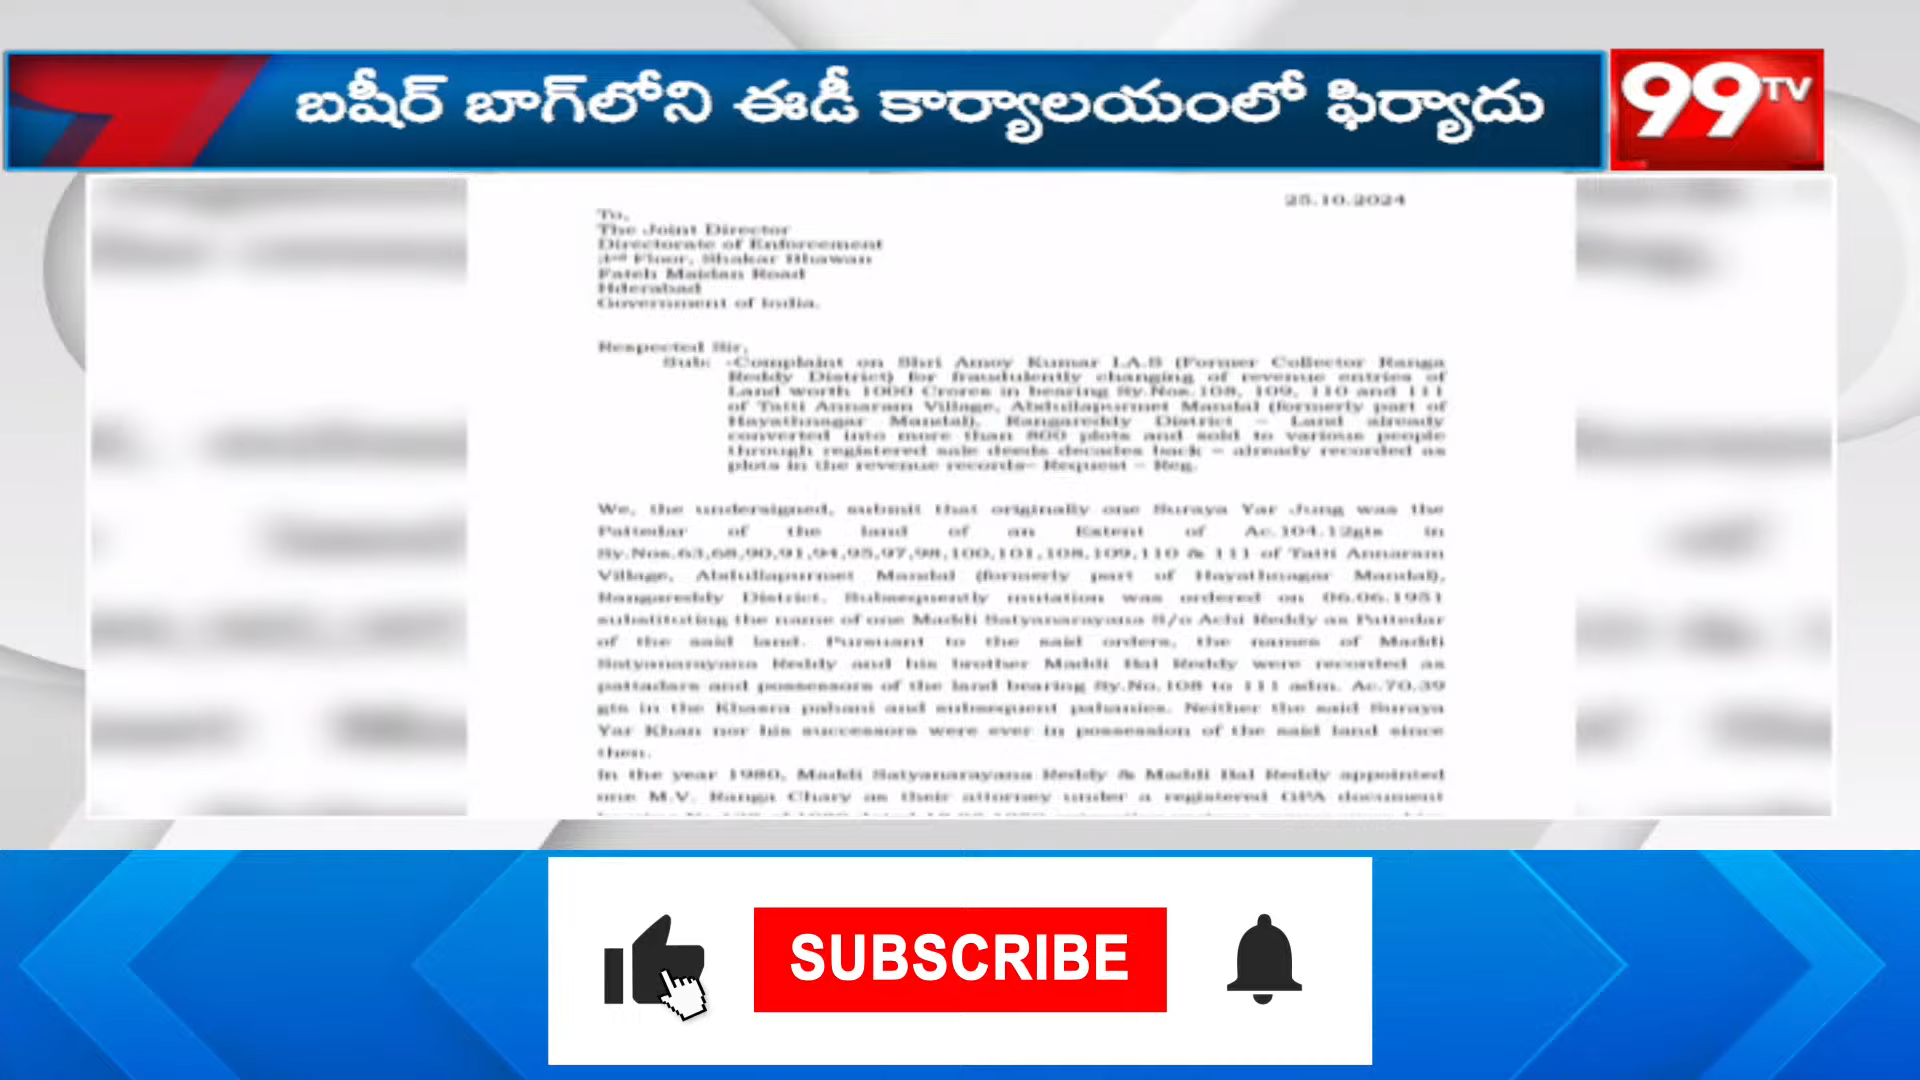 బషీర్ బాగ్‌లోని ఈడీ కార్యాలయంలో ఫిర్యాదు
99TV
25.10.2024
To,
The Joint Director
Directorate of Enforcement
3rd Floor, Shakar Bhawan
Fateh Maidan Road
Hderabad
Government of India.
Respected Sir,
Sub: -Complaint on Shri Amoy Kumar I.A.S (Former Collector Ranga
Reddy District) for fraudulently changing of revenue entries of
Land worth 1000 Crores in bearing Sy.Nos.108, 109, 110 and 111
of Tatti Annaram Village, Abdullapurmet Mandal (formerly part of
Hayathnagar Mandal), Rangareddy District – Land already
converted into more than 800 plots and sold to various people
through registered sale deeds decades back – already recorded as
plots in the revenue records– Request – Reg.
We, the undersigned, submit that originally one Suraya Yar Jung was the
Pattedar of the land of an Extent of Ac.104.12gts in
Sy.Nos.63,68,90,91,94,95,97,98,100,101,108,109,110 & 111 of Tatti Annaram
Village, Abdullapurmet Mandal (formerly part of Hayathnagar Mandal),
Rangareddy District. Subsequently mutation was ordered on 06.06.1951
substituting the name of one Maddi Satyanarayana S/o Achi Reddy as Pattedar
of the said land. Pursuant to the said orders, the names of Maddi
Satyanarayana Reddy and his brother Maddi Bal Reddy were recorded as
pattadars and possessors of the land bearing Sy.No.108 to 111 adm. Ac.70.39
gts in the Khasra pahani and subsequent pahanies. Neither the said Suraya
Yar Khan nor his successors were ever in possession of the said land since
then.
In the year 1980, Maddi Satyanarayana Reddy & Maddi Bal Reddy appointed
one M.V. Ranga Chary as their attorney under a registered GPA document
SUBSCRIBE